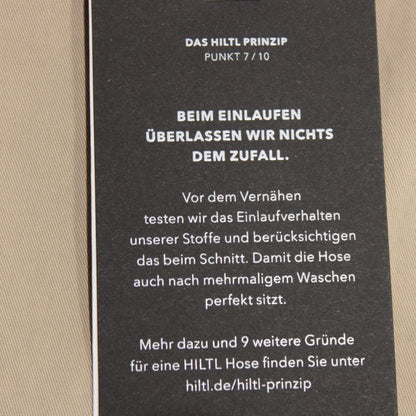 DAS HILTL PRINZIP
PUNKT 7 / 10
BEIM EINLAUFEN
ÜBERLASSEN WIR NICHTS
DEM ZUFALL.
Vor dem Vernähen
testen wir das Einlaufverhalten
unserer Stoffe und berücksichtigen
das beim Schnitt. Damit die Hose
auch nach mehrmaligem Waschen
perfekt sitzt.
Mehr dazu und 9 weitere Gründe
für eine HILTL Hose finden Sie unter
hiltl.de/hiltl-prinzip